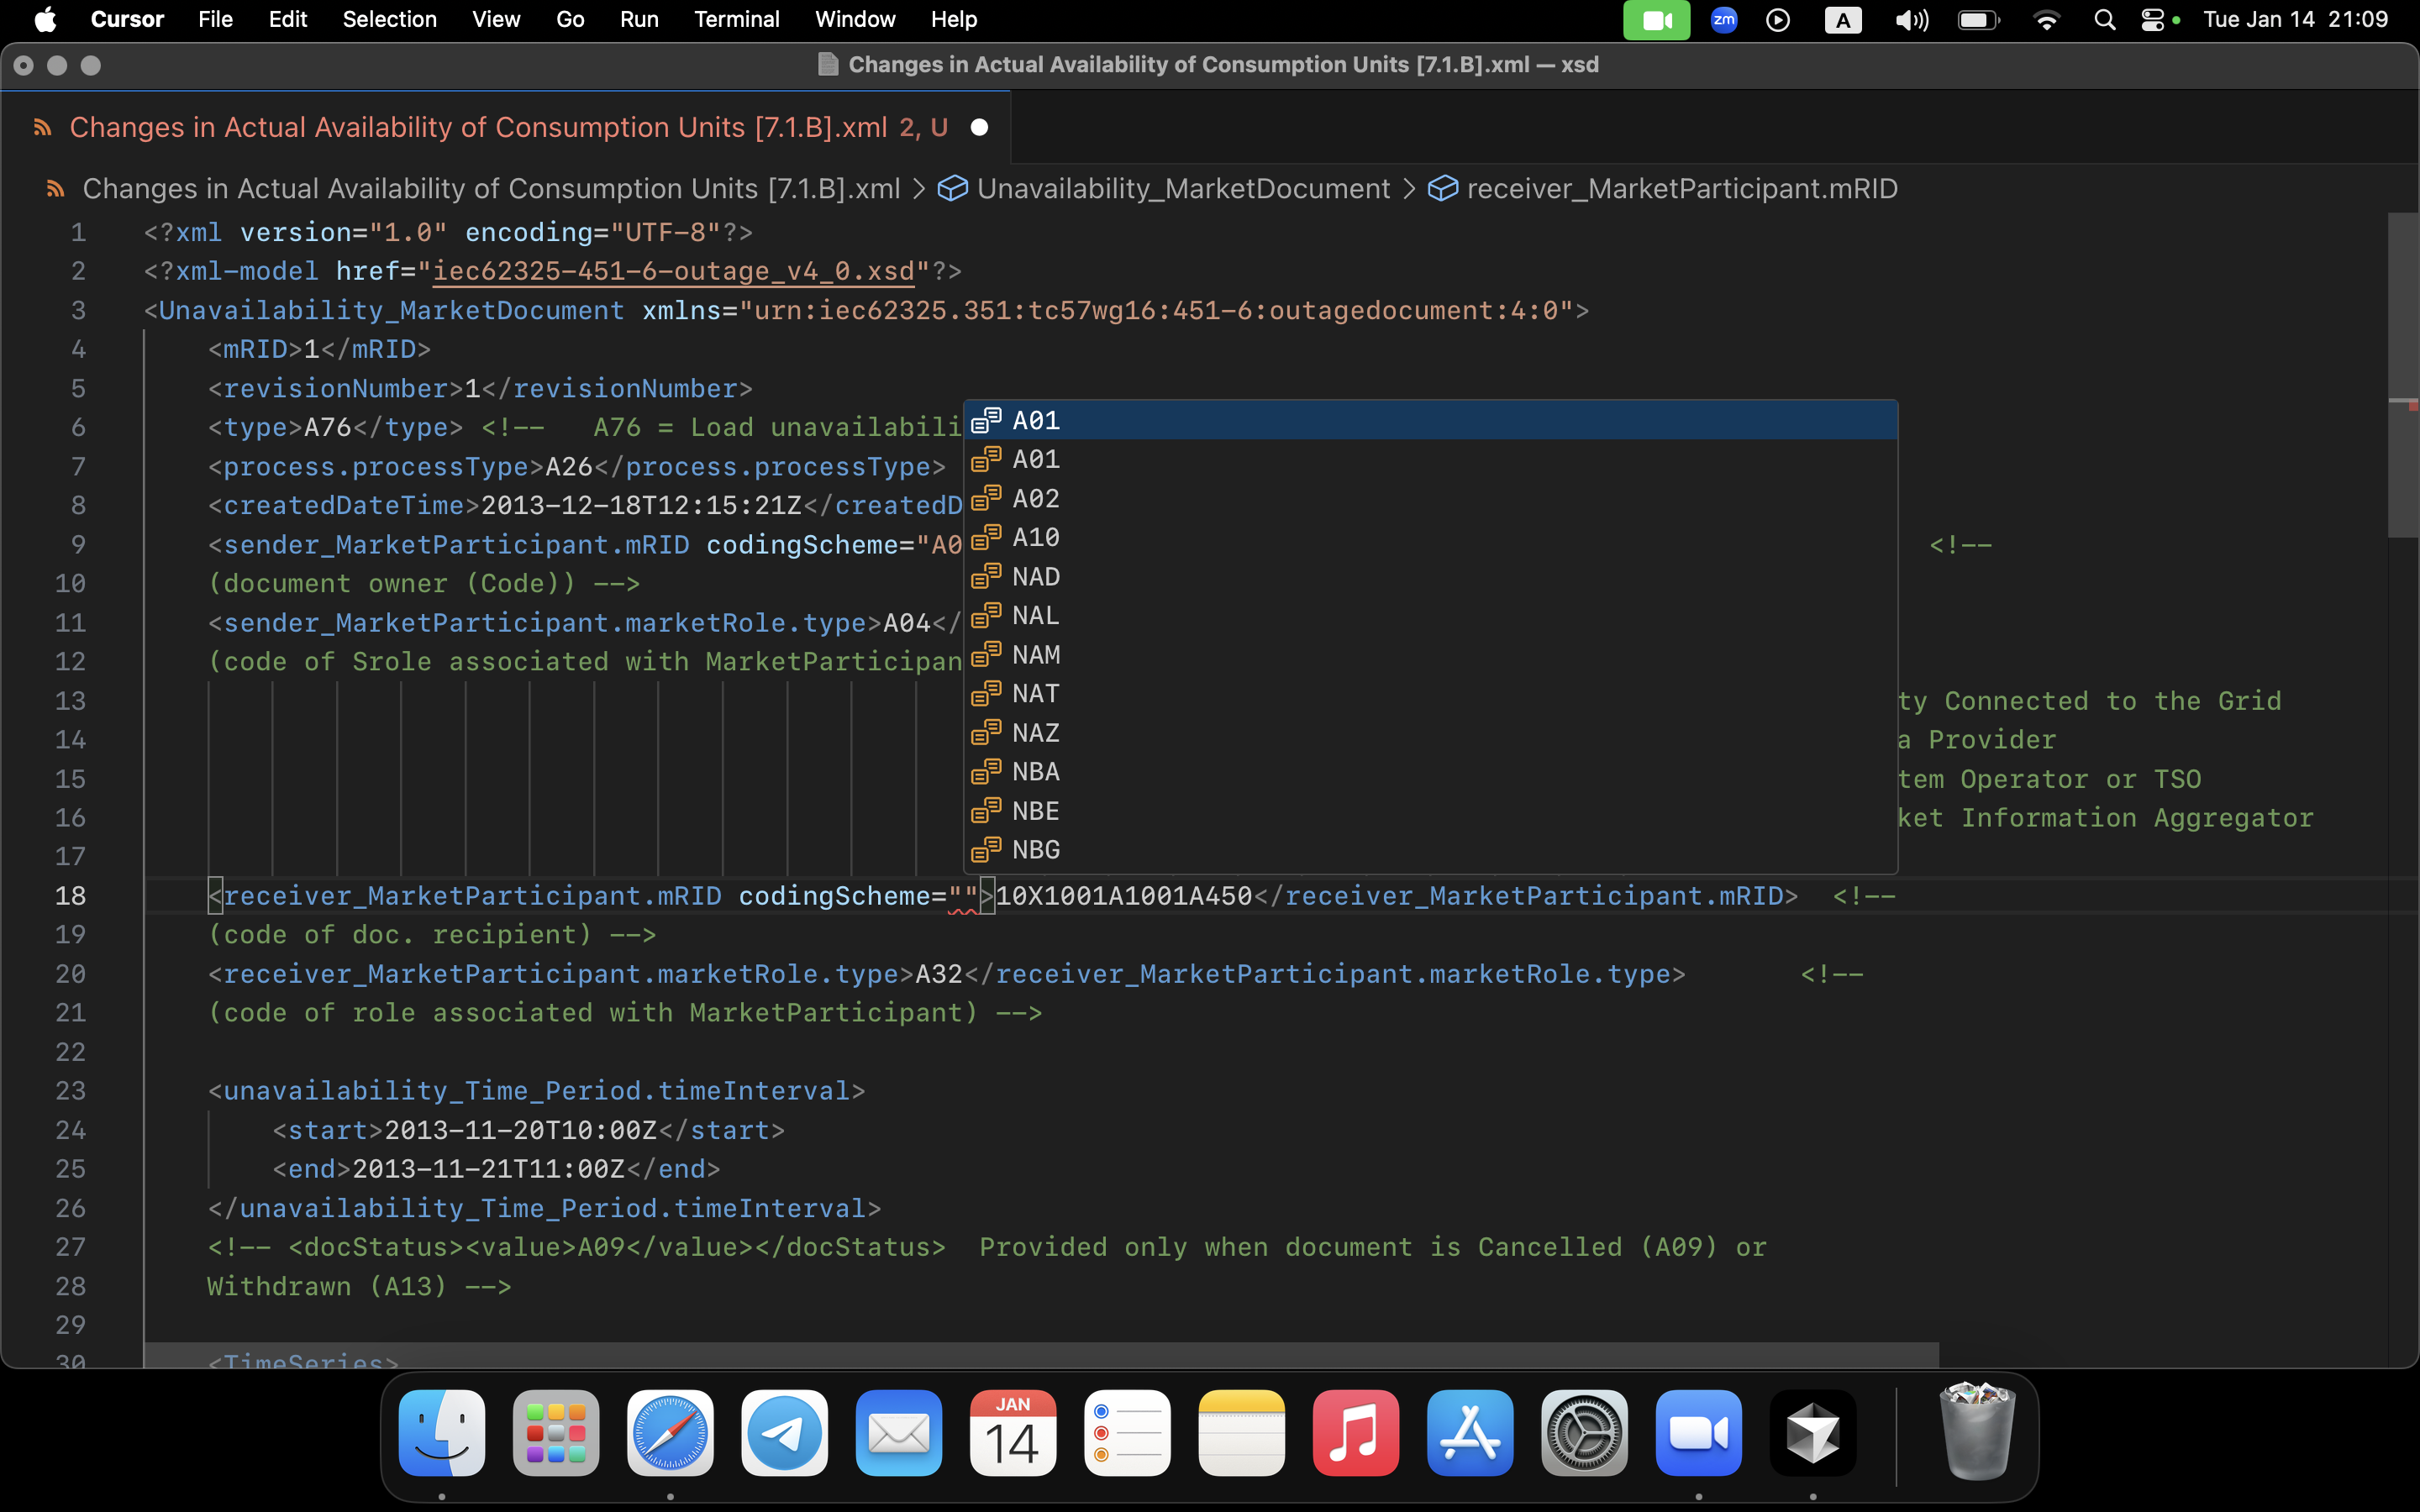 Cursor File Edit Selection View Go Run Terminal Window Help zm A Tue Jan 14 21:09
Changes in Actual Availability of Consumption Units [7.1.B].xml — xsd
Changes in Actual Availability of Consumption Units [7.1.B].xml 2, U
Changes in Actual Availability of Consumption Units [7.1.B].xml > Unavailability_MarketDocument > receiver_MarketParticipant.mRID
1 <?xml version="1.0" encoding="UTF-8"?>
2 <?xml-model href="iec62325-451-6-outage_v4_0.xsd"?>
3 <Unavailability_MarketDocument xmlns="urn:iec62325.351:tc57wg16:451-6:outagedocument:4:0">
4 <mRID>1</mRID>
5 <revisionNumber>1</revisionNumber>
6 <type>A76</type> <!-- A76 = Load unavailabili
7 <process.processType>A26</process.processType>
8 <createdDateTime>2013-12-18T12:15:21Z</createdD
9 <sender_MarketParticipant.mRID codingScheme="A0 <!--
10 (document owner (Code)) -->
11 <sender_MarketParticipant.marketRole.type>A04</
12 (code of Srole associated with MarketParticipan
13 ty Connected to the Grid
14 a Provider
15 tem Operator or TSO
16 ket Information Aggregator
17
A01
A01
A02
A10
NAD
NAL
NAM
NAT
NAZ
NBA
NBE
NBG
18 <receiver_MarketParticipant.mRID codingScheme="">10X1001A1001A450</receiver_MarketParticipant.mRID> <!--
19 (code of doc. recipient) -->
20 <receiver_MarketParticipant.marketRole.type>A32</receiver_MarketParticipant.marketRole.type> <!--
21 (code of role associated with MarketParticipant) -->
22
23 <unavailability_Time_Period.timeInterval>
24 <start>2013-11-20T10:00Z</start>
25 <end>2013-11-21T11:00Z</end>
26 </unavailability_Time_Period.timeInterval>
27 <!-- <docStatus><value>A09</value></docStatus> Provided only when document is Cancelled (A09) or
28 Withdrawn (A13) -->
29
30 <TimeSeries>
JAN
14